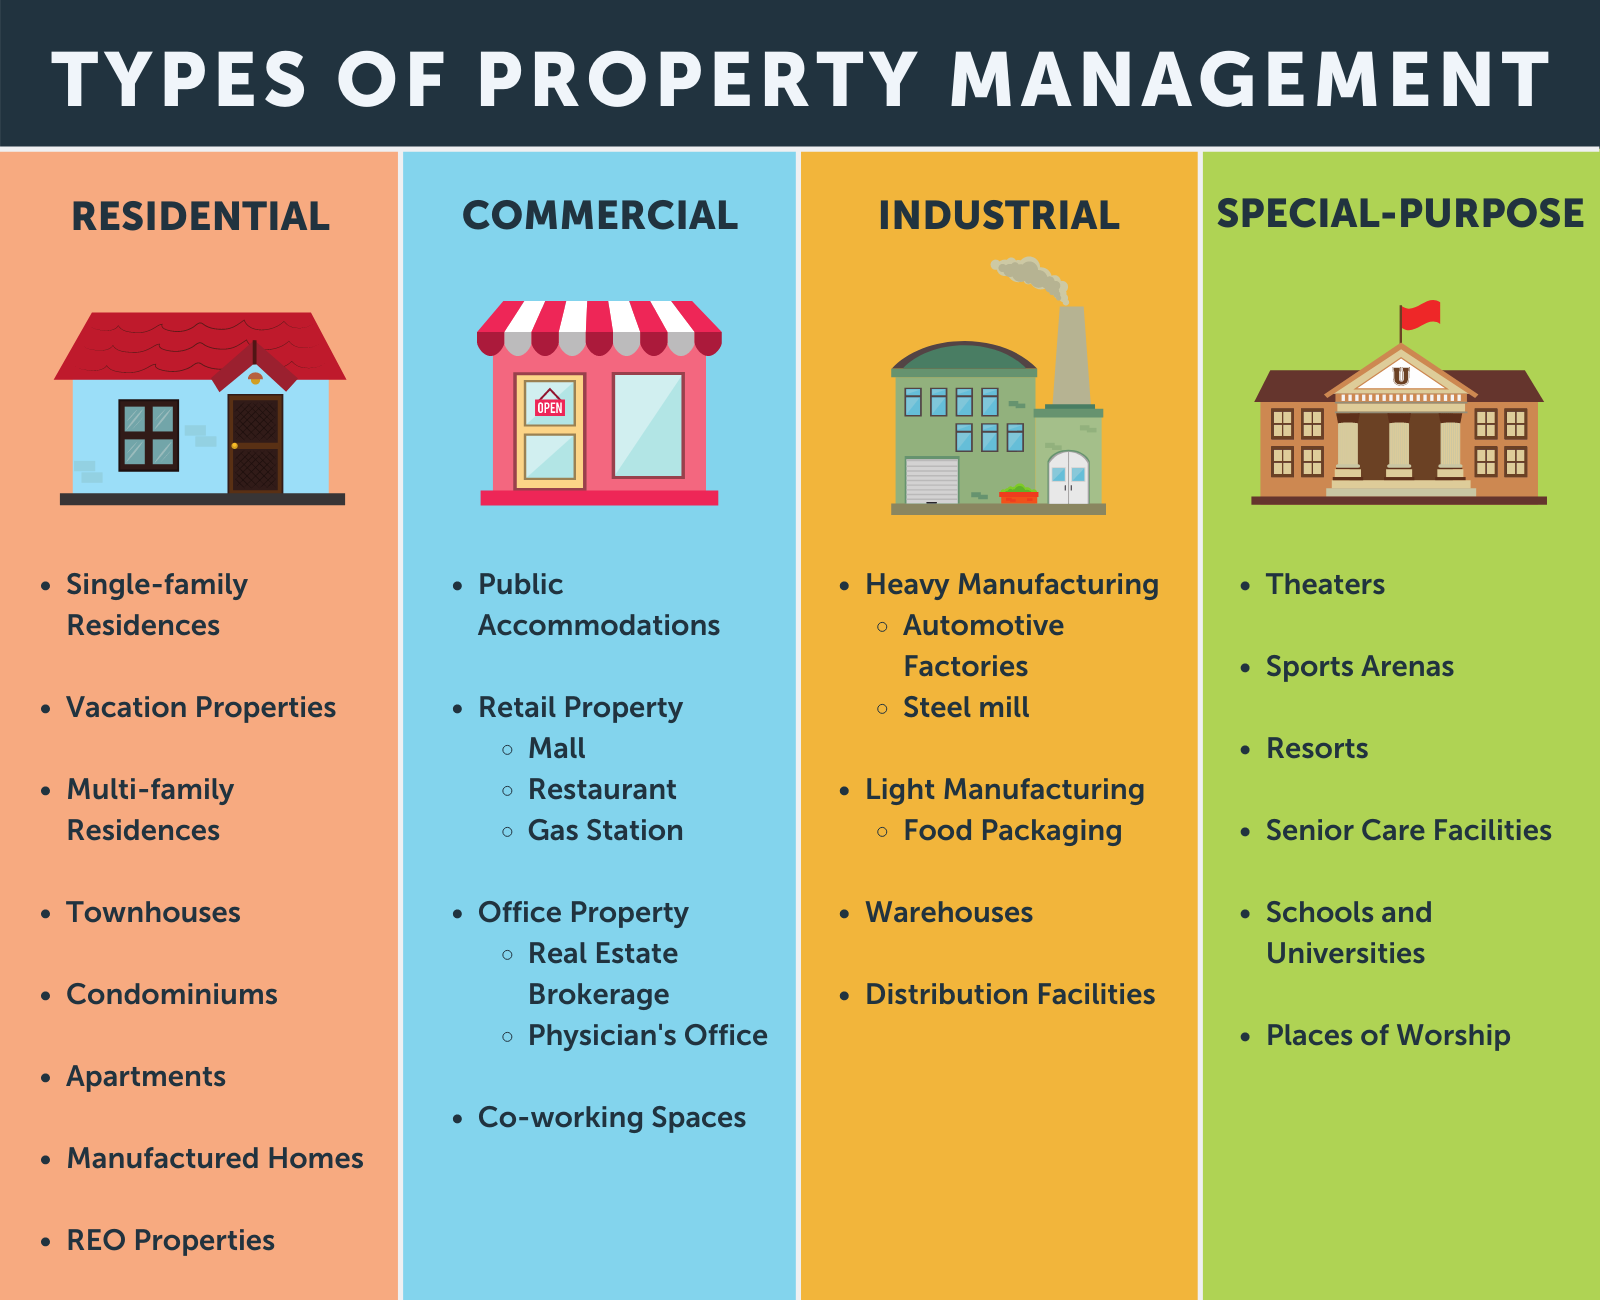 TYPES OF PROPERTY MANAGEMENT
RESIDENTIAL
• Single-family
Residences
• Vacation Properties
• Multi-family
Residences
• Townhouses
• Condominiums
• Apartments
• Manufactured Homes
• REO Properties
COMMERCIAL
OPEN
• Public
Accommodations
• Retail Property
○ Mall
○ Restaurant
○ Gas Station
• Office Property
○ Real Estate
Brokerage
○ Physician's Office
• Co-working Spaces
INDUSTRIAL
• Heavy Manufacturing
○ Automotive
Factories
○ Steel mill
• Light Manufacturing
○ Food Packaging
• Warehouses
• Distribution Facilities
SPECIAL-PURPOSE
U
• Theaters
• Sports Arenas
• Resorts
• Senior Care Facilities
• Schools and
Universities
• Places of Worship